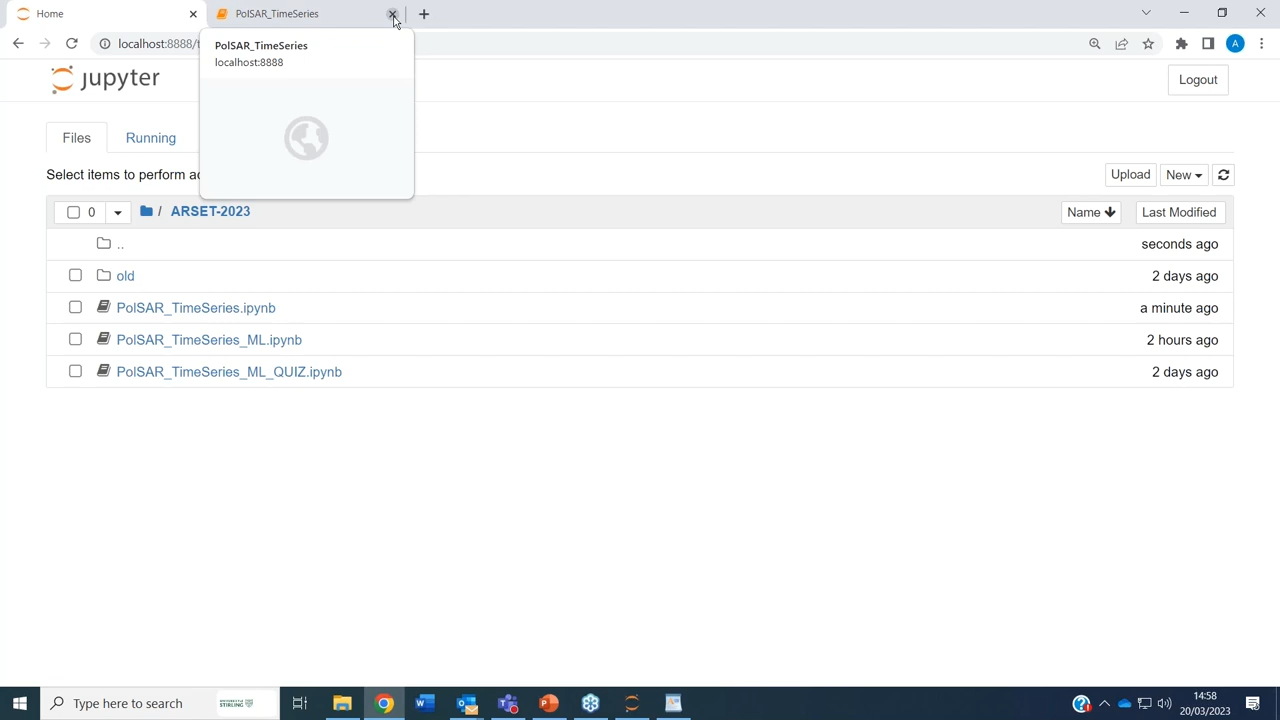 Home
PolSAR_TimeSeries
localhost:8888/t
A
PolSAR_TimeSeries
localhost:8888
jupyter
Logout
Files
Running
Select items to perform ac
Upload
New
0
/ ARSET-2023
Name
Last Modified
..
seconds ago
old
2 days ago
PolSAR_TimeSeries.ipynb
a minute ago
PolSAR_TimeSeries_ML.ipynb
2 hours ago
PolSAR_TimeSeries_ML_QUIZ.ipynb
2 days ago
Type here to search
14:58
20/03/2023